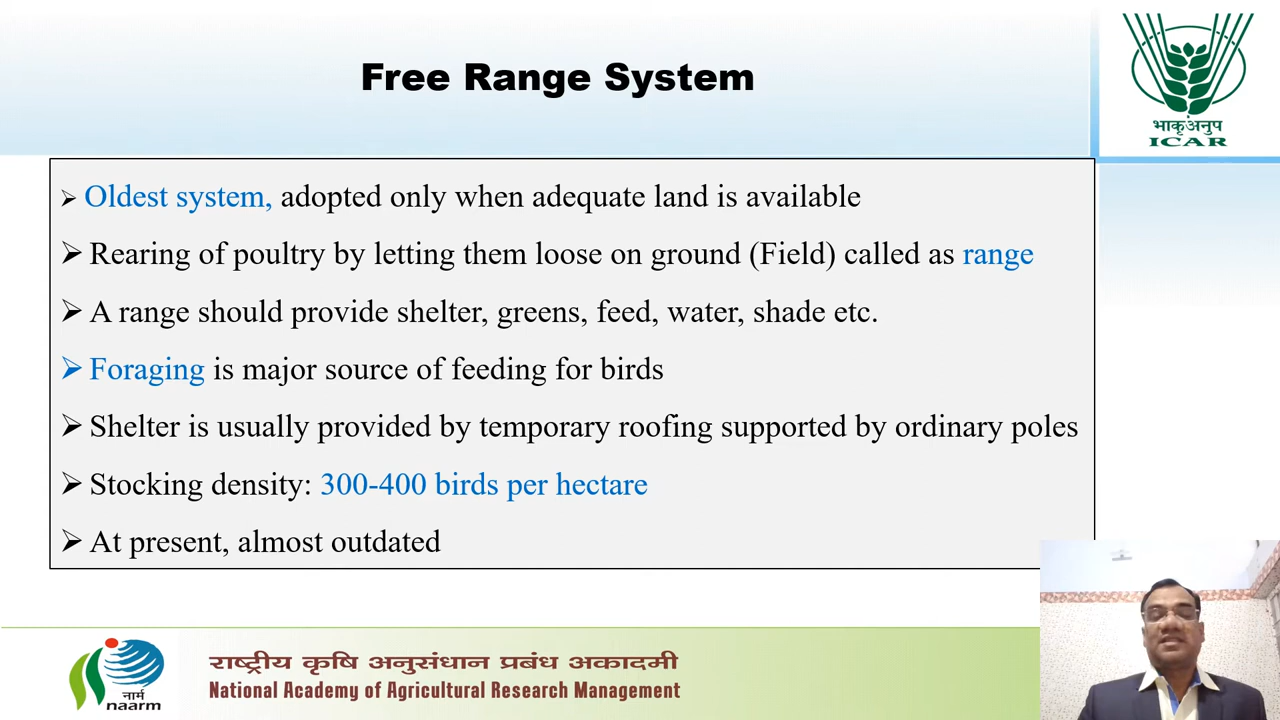 Free Range System
भाकृअनुप
ICAR
Oldest system, adopted only when adequate land is available
Rearing of poultry by letting them loose on ground (Field) called as range
A range should provide shelter, greens, feed, water, shade etc.
Foraging is major source of feeding for birds
Shelter is usually provided by temporary roofing supported by ordinary poles
Stocking density: 300-400 birds per hectare
At present, almost outdated
नार्म
naarm
राष्ट्रीय कृषि अनुसंधान प्रबंध अकादमी
National Academy of Agricultural Research Management